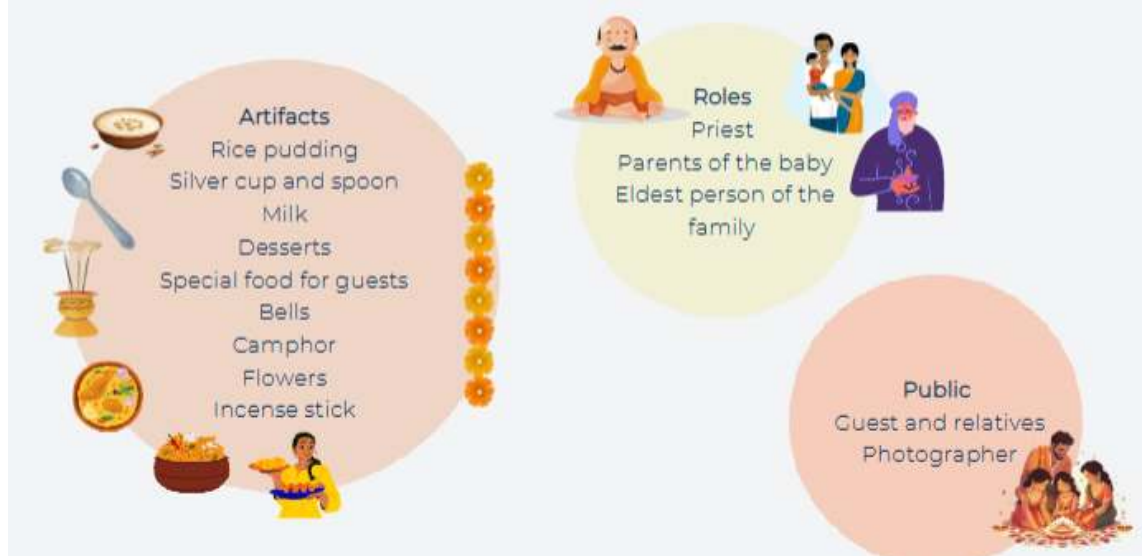 Artifacts
Rice pudding
Silver cup and spoon
Milk
Desserts
Special food for guests
Bells
Camphor
Flowers
Incense stick
Roles
Priest
Parents of the baby
Eldest person of the
family
Public
Guest and relatives
Photographer